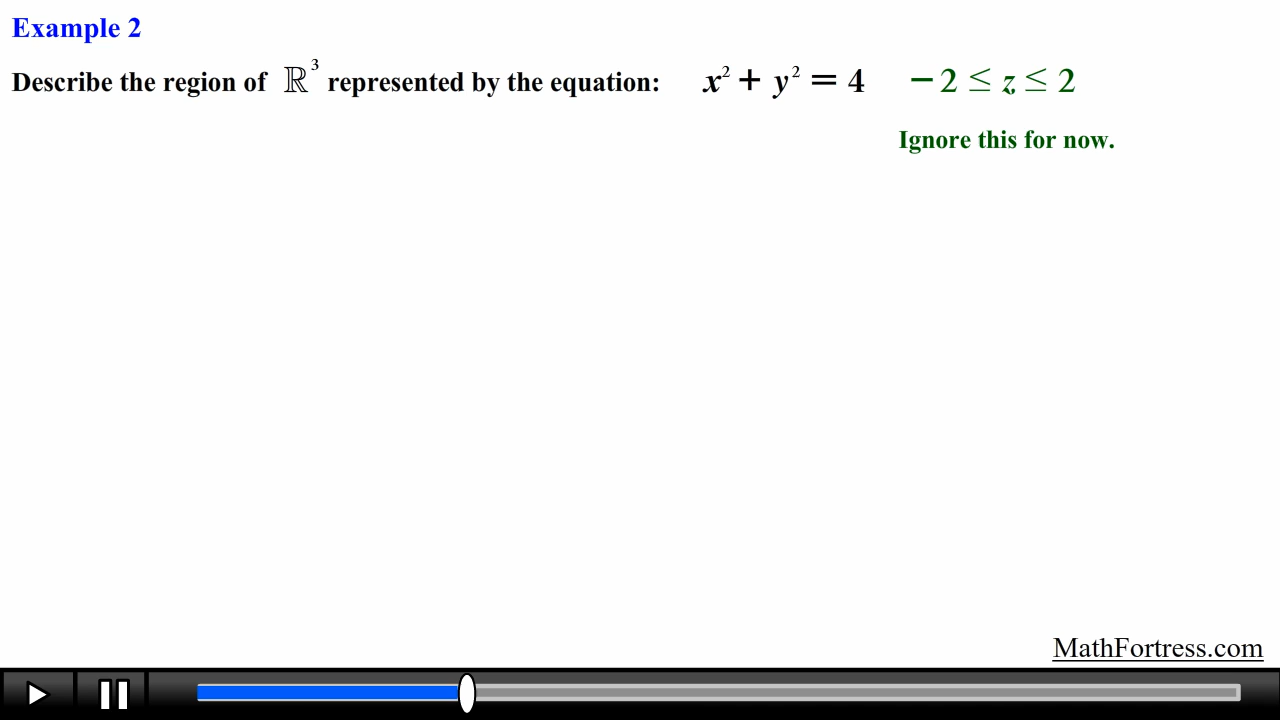 Example 2
Describe the region of ℝ³ represented by the equation: x² + y² = 4 −2 ≤ z ≤ 2
Ignore this for now.
MathFortress.com